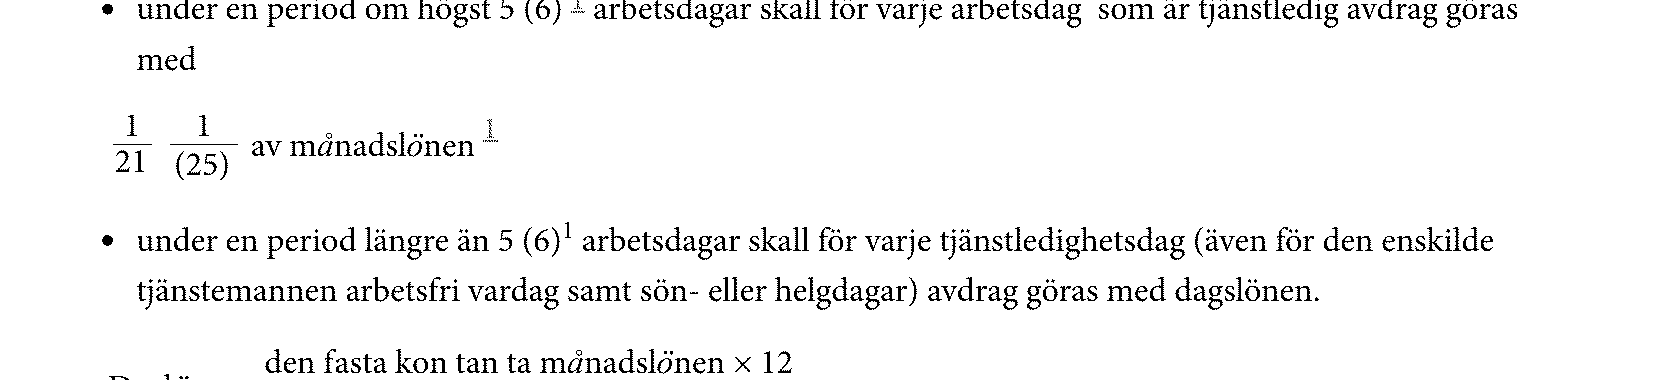 • under en period om högst 5 (6) 1 arbetsdagar skall för varje arbetsdag som är tjänstledig avdrag göras
med
1/21 1/(25) av månadslönen 1
• under en period längre än 5 (6)1 arbetsdagar skall för varje tjänstledighetsdag (även för den enskilde
tjänstemannen arbetsfri vardag samt sön- eller helgdagar) avdrag göras med dagslönen.
den fasta kon tan ta månadslönen × 12